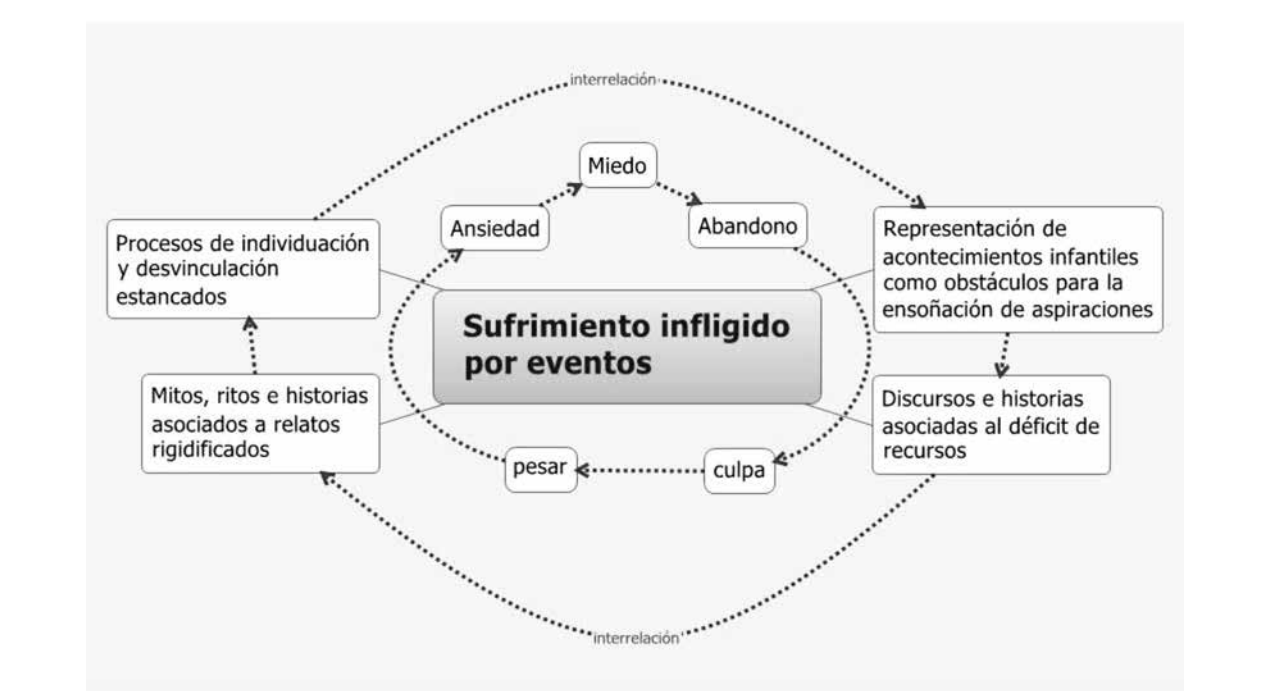 interrelación
Miedo
Ansiedad
Abandono
Procesos de individuación
y desvinculación
estancados
Representación de
acontecimientos infantiles
como obstáculos para la
ensoñación de aspiraciones
Sufrimiento infligido
por eventos
Mitos, ritos e historias
asociados a relatos
rigidificados
Discursos e historias
asociadas al déficit de
recursos
pesar
culpa
interrelación